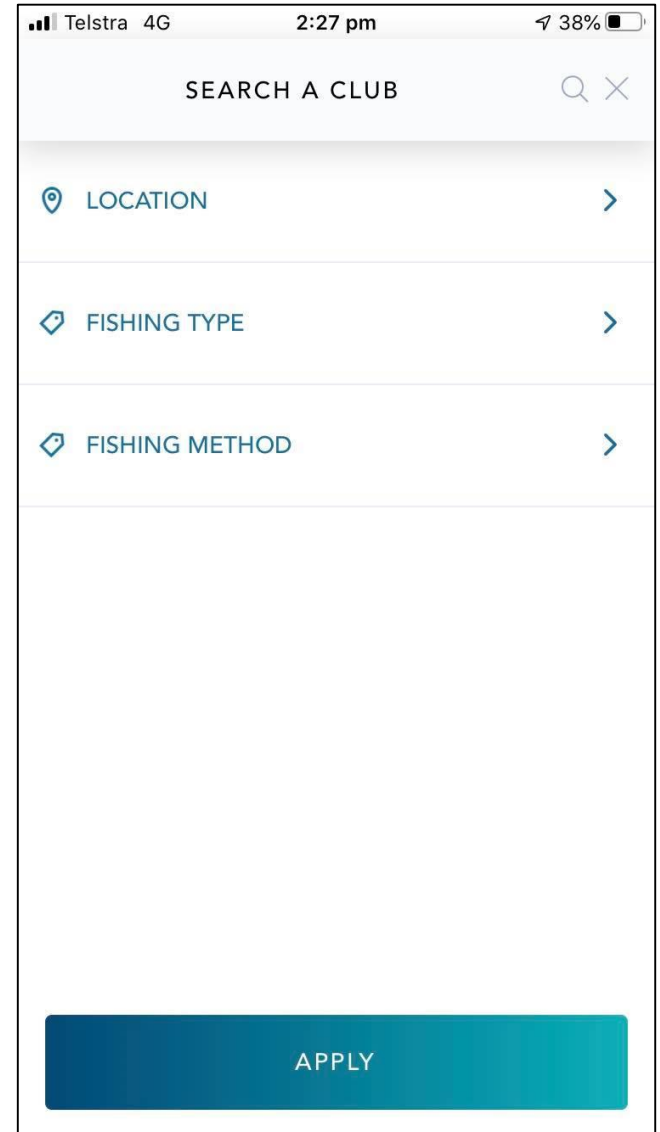 Telstra 4G 2:27 pm 38%
SEARCH A CLUB
LOCATION
FISHING TYPE
FISHING METHOD
APPLY